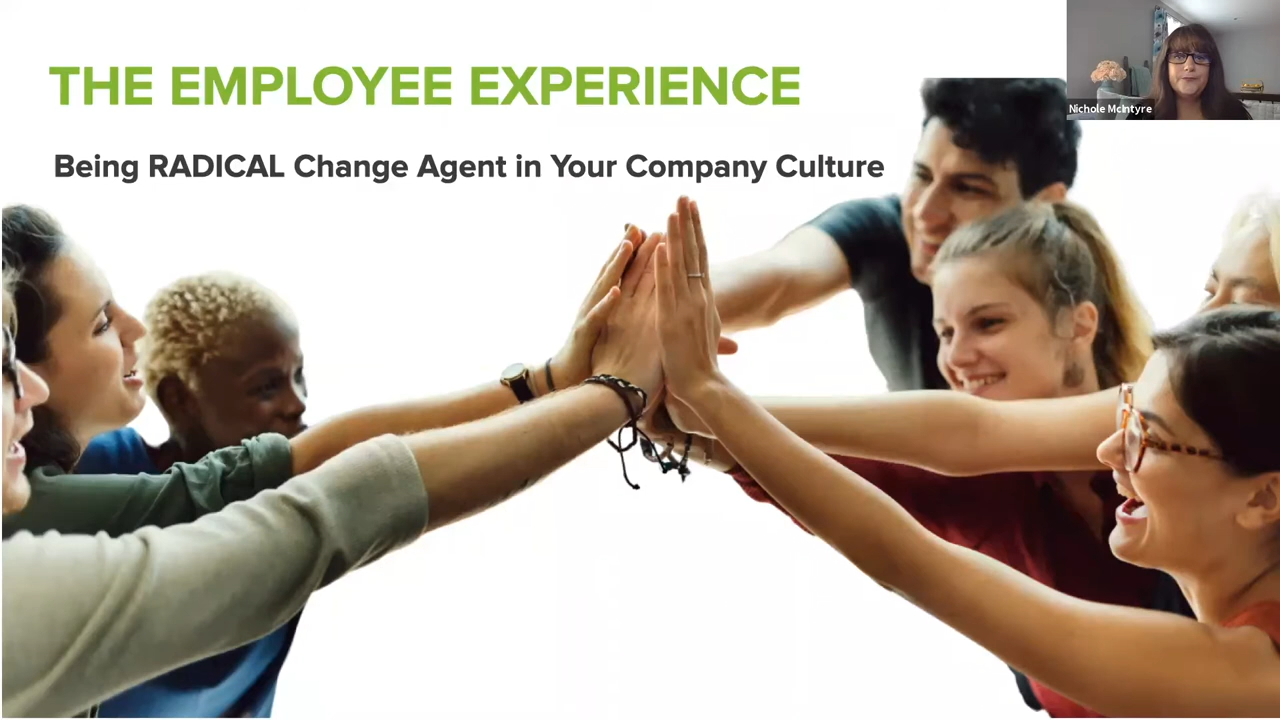 THE EMPLOYEE EXPERIENCE
Nichole McIntyre
Being RADICAL Change Agent in Your Company Culture